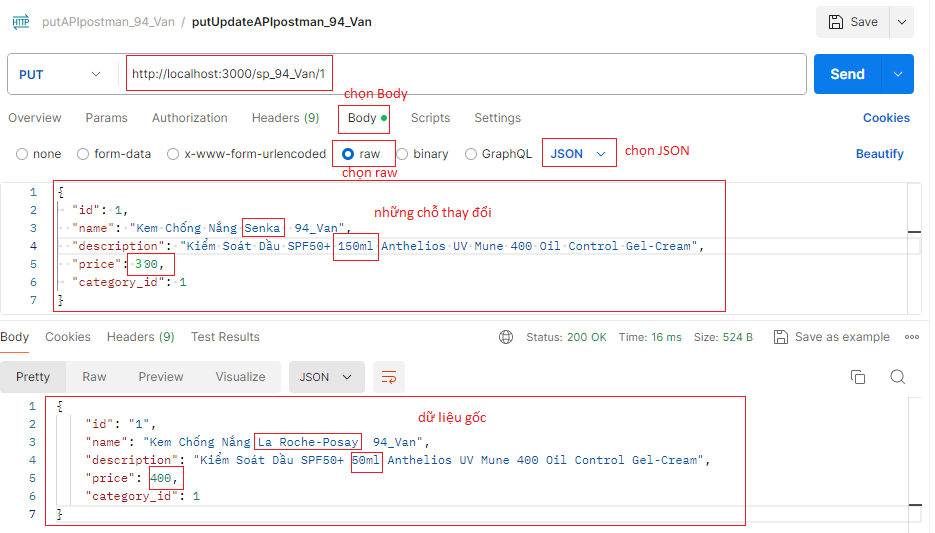 HTTP putAPIpostman_94_Van / putUpdateAPIpostman_94_Van Save
PUT http://localhost:3000/sp_94_Van/1 Send
chọn Body
Overview Params Authorization Headers (9) Body Scripts Settings Cookies
none form-data x-www-form-urlencoded raw binary GraphQL JSON chọn JSON Beautify
chọn raw
1 {
2 "id": 1, những chỗ thay đổi
3 "name": "Kem Chống Nắng Senka 94_Van",
4 "description": "Kiểm Soát Dầu SPF50+ 150ml Anthelios UV Mune 400 Oil Control Gel-Cream",
5 "price": 300,
6 "category_id": 1
7 }
Body Cookies Headers (9) Test Results Status: 200 OK Time: 16 ms Size: 524 B Save as example
Pretty Raw Preview Visualize JSON
1 {
dữ liệu gốc
2 "id": "1",
3 "name": "Kem Chống Nắng La Roche-Posay 94_Van",
4 "description": "Kiểm Soát Dầu SPF50+ 50ml Anthelios UV Mune 400 Oil Control Gel-Cream",
5 "price": 400,
6 "category_id": 1
7 }